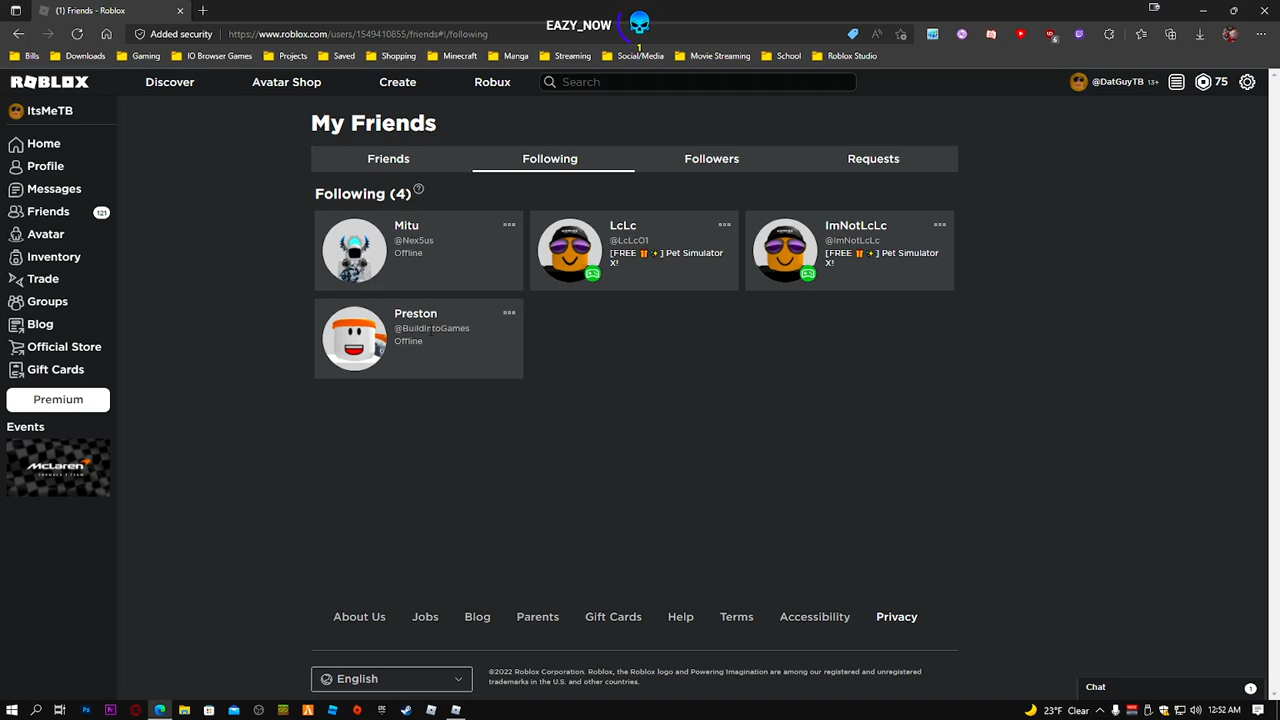 (1) Friends - Roblox
EAZY_NOW
1
Added security
https://www.roblox.com/users/1549410855/friends#!/following
Bills
Downloads
Gaming
IO Browser Games
Projects
Saved
Shopping
Minecraft
Manga
Streaming
Social/Media
Movie Streaming
School
Roblox Studio
ROBLOX
Discover
Avatar Shop
Create
Robux
Search
@DatGuyTB 13+
75
ItsMeTB
Home
Profile
Messages
Friends 121
Avatar
Inventory
Trade
Groups
Blog
Official Store
Gift Cards
Premium
Events
McLaren
FORMULA 1 TEAM
My Friends
Friends
Following
Followers
Requests
Following (4)
Mitu
@Nex5us
Offline
LcLc
@LcLc01
[FREE 🎁✨] Pet Simulator
X!
ImNotLcLc
@ImNotLcLc
[FREE 🎁✨] Pet Simulator
X!
Preston
@BuildIntoGames
Offline
About Us
Jobs
Blog
Parents
Gift Cards
Help
Terms
Accessibility
Privacy
English
©2022 Roblox Corporation. Roblox, the Roblox logo and Powering Imagination are among our registered and unregistered
trademarks in the U.S. and other countries.
Chat
1
23°F Clear
12:52 AM